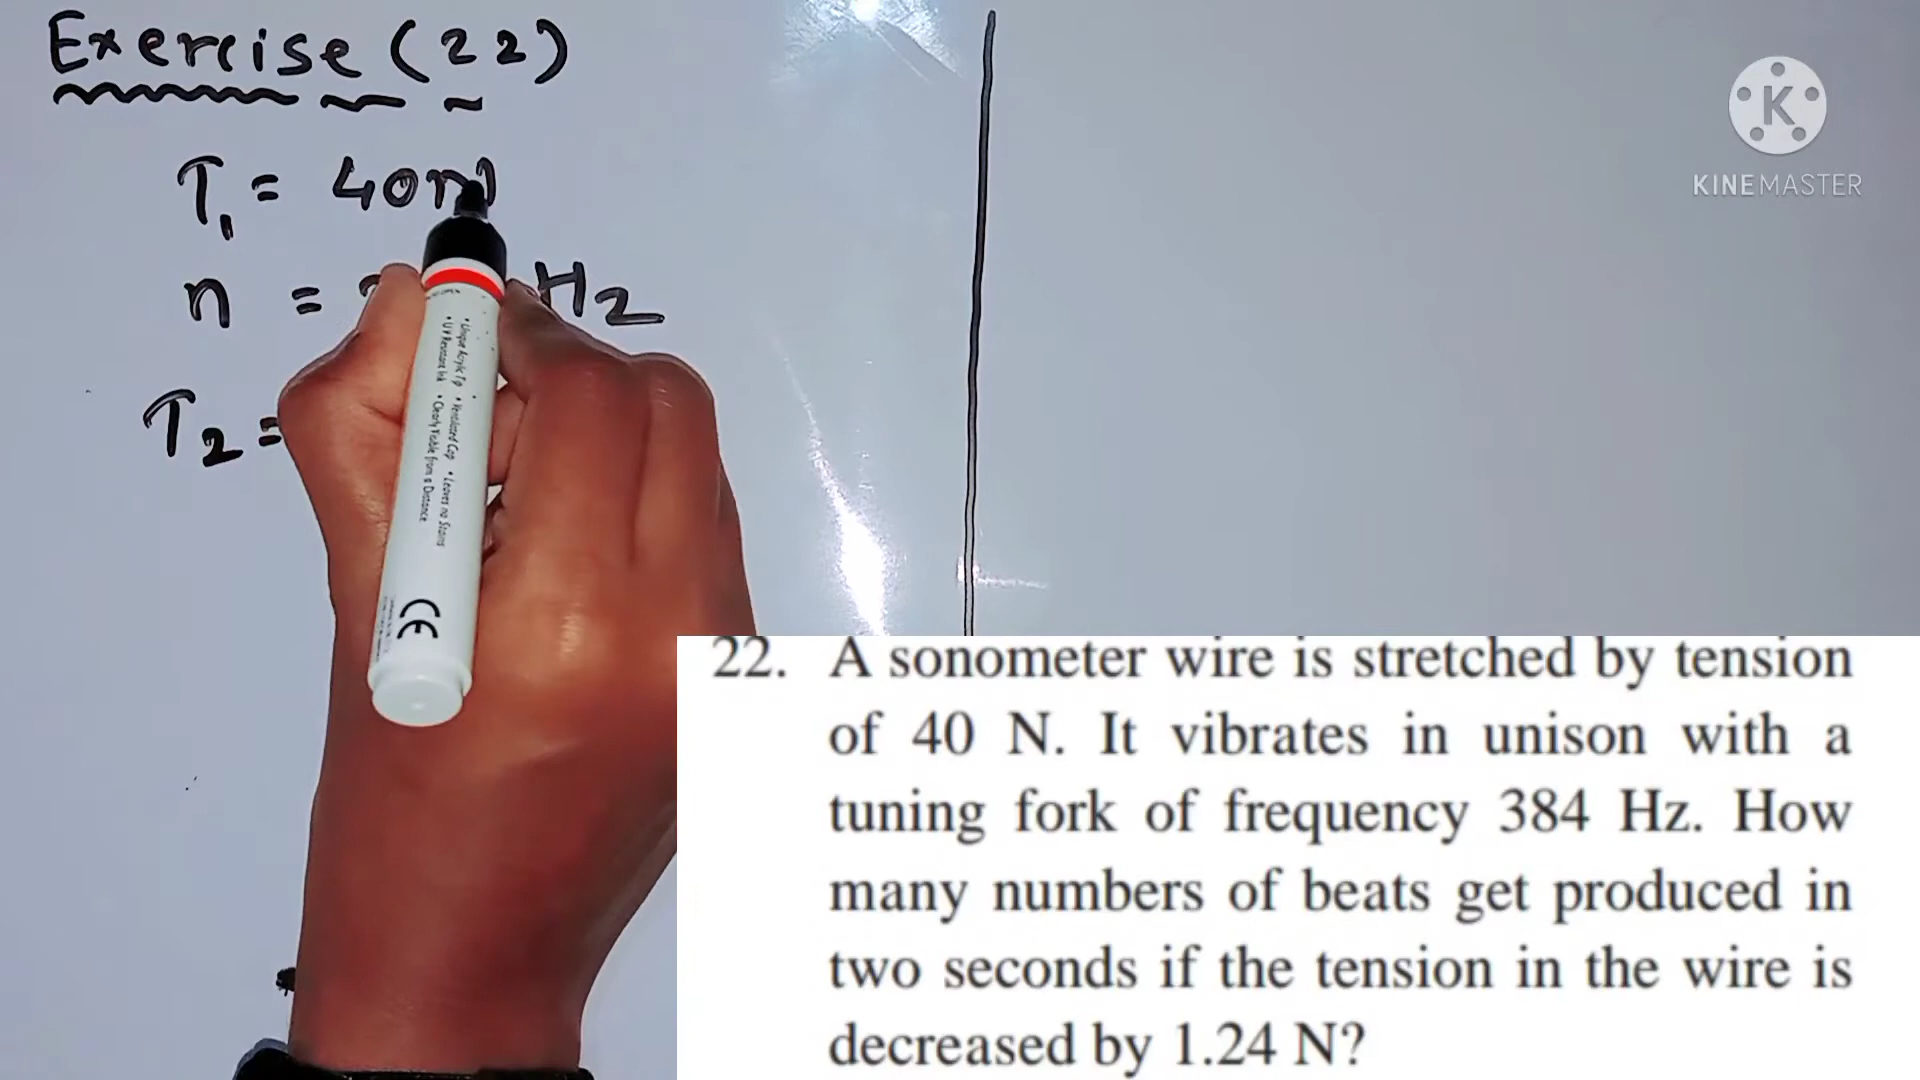 Exercise (22)
T1 = 40N
n = Hz
T2 =
KINEMASTER
CE
22. A sonometer wire is stretched by tension
of 40 N. It vibrates in unison with a
tuning fork of frequency 384 Hz. How
many numbers of beats get produced in
two seconds if the tension in the wire is
decreased by 1.24 N?